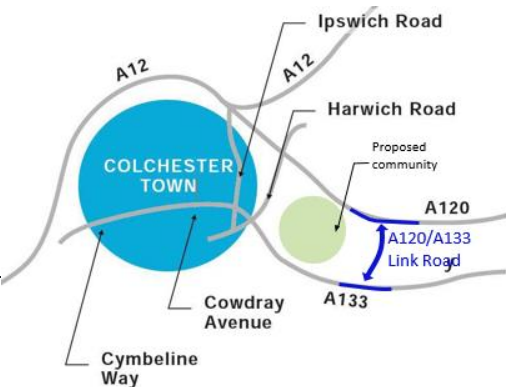 Ipswich Road
A12
A12
Harwich Road
Proposed
community
COLCHESTER
TOWN
A120
A120/A133
Link Road
A133
Cowdray
Avenue
Cymbeline
Way